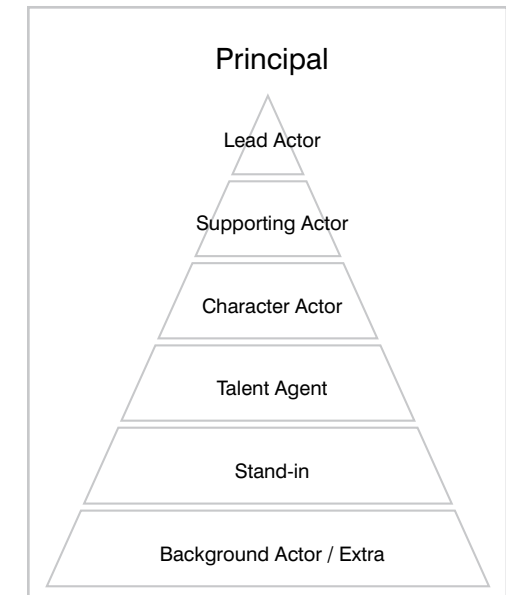 Principal
Lead Actor
Supporting Actor
Character Actor
Talent Agent
Stand-in
Background Actor / Extra